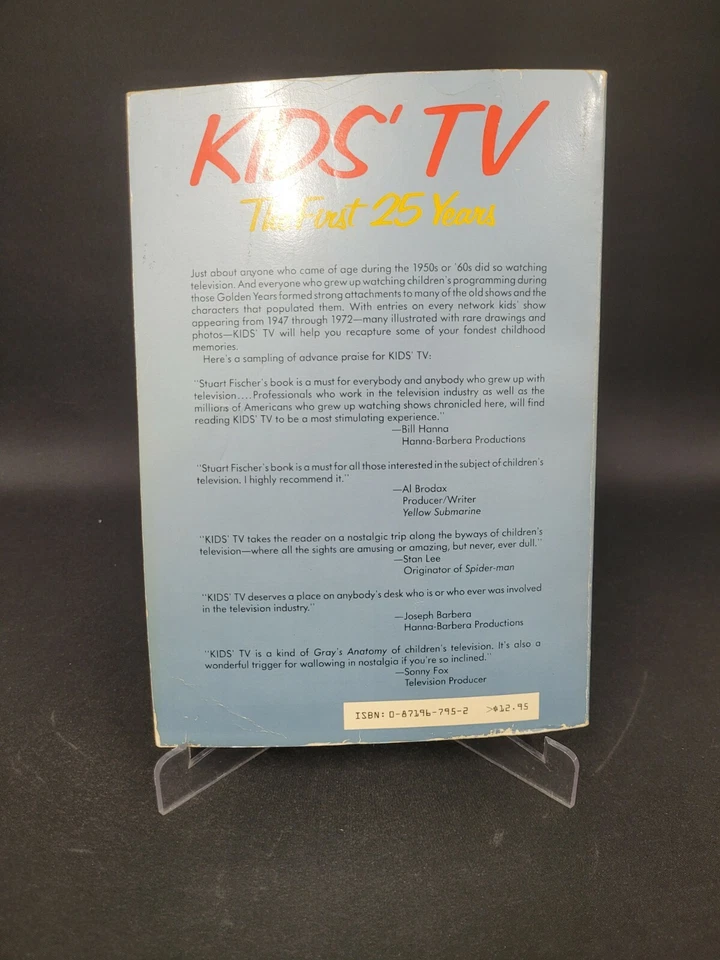 KIDS' TV
The First 25 Years
Just about anyone who came of age during the 1950s or '60s did so watching
television. And everyone who grew up watching children's programming during
those Golden Years formed strong attachments to many of the old shows and the
characters that populated them. With entries on every network kids' show
appearing from 1947 through 1972—many illustrated with rare drawings and
photos—KIDS' TV will help you recapture some of your fondest childhood
memories.
Here's a sampling of advance praise for KIDS' TV:
"Stuart Fischer's book is a must for everybody and anybody who grew up with
television....Professionals who work in the television industry as well as the
millions of Americans who grew up watching shows chronicled here, will find
reading KIDS' TV to be a most stimulating experience."
—Bill Hanna
Hanna-Barbera Productions
"Stuart Fischer's book is a must for all those interested in the subject of children's
television. I highly recommend it."
—Al Brodax
Producer/Writer
Yellow Submarine
"KIDS' TV takes the reader on a nostalgic trip along the byways of children's
television—where all the sights are amusing or amazing, but never, ever dull."
—Stan Lee
Originator of Spider-man
"KIDS' TV deserves a place on anybody's desk who is or who ever was involved
in the television industry."
—Joseph Barbera
Hanna-Barbera Productions
"KIDS' TV is a kind of Gray's Anatomy of children's television. It's also a
wonderful trigger for wallowing in nostalgia if you're so inclined."
—Sonny Fox
Television Producer
ISBN: 0-87196-795-2 >$12.95